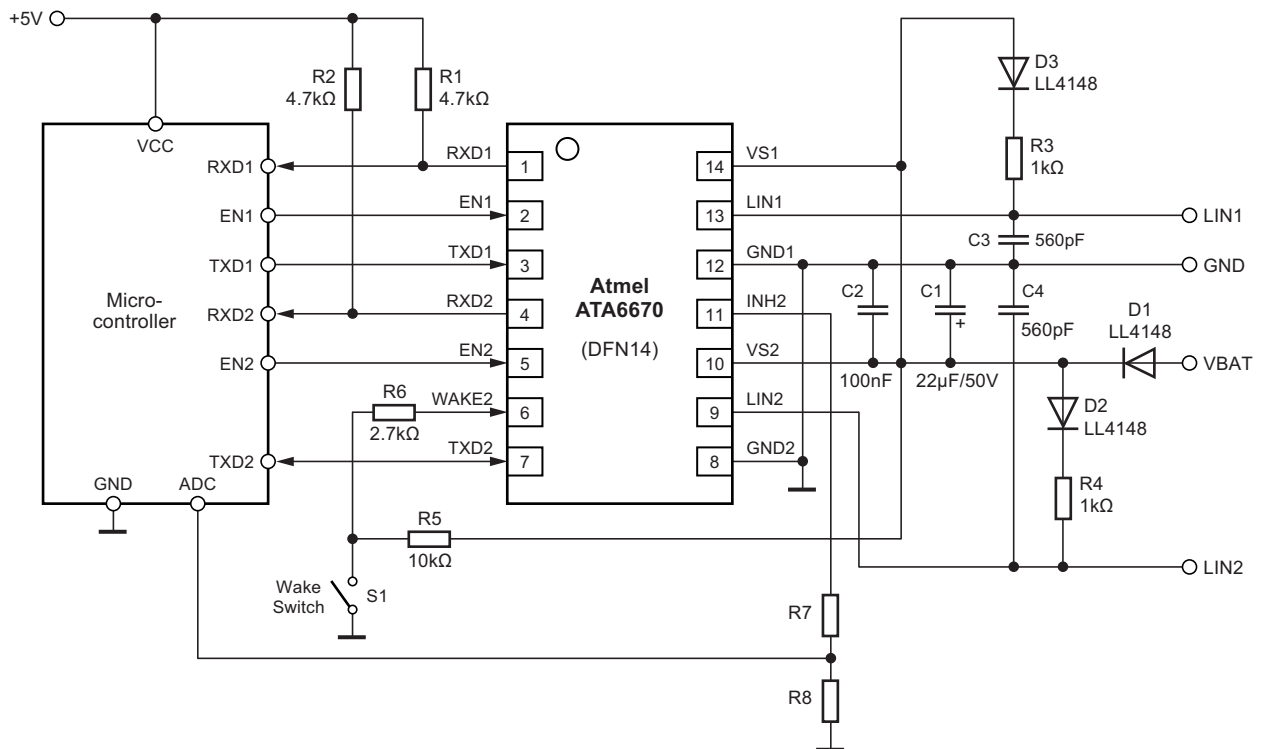 +5V
R2
4.7kΩ
R1
4.7kΩ
D3
LL4148
R3
1kΩ
VCC
RXD1
EN1
TXD1
RXD2
EN2
TXD2
GND
ADC
Micro-
controller
RXD1
EN1
TXD1
RXD2
EN2
WAKE2
TXD2
R6
2.7kΩ
1
2
3
4
5
6
7
Atmel
ATA6670
(DFN14)
14
13
12
11
10
9
8
VS1
LIN1
GND1
INH2
VS2
LIN2
GND2
C3
560pF
C2
100nF
C1
+
22μF/50V
C4
560pF
D1
LL4148
D2
LL4148
R4
1kΩ
LIN1
GND
VBAT
LIN2
R5
10kΩ
Wake
Switch
S1
R7
R8